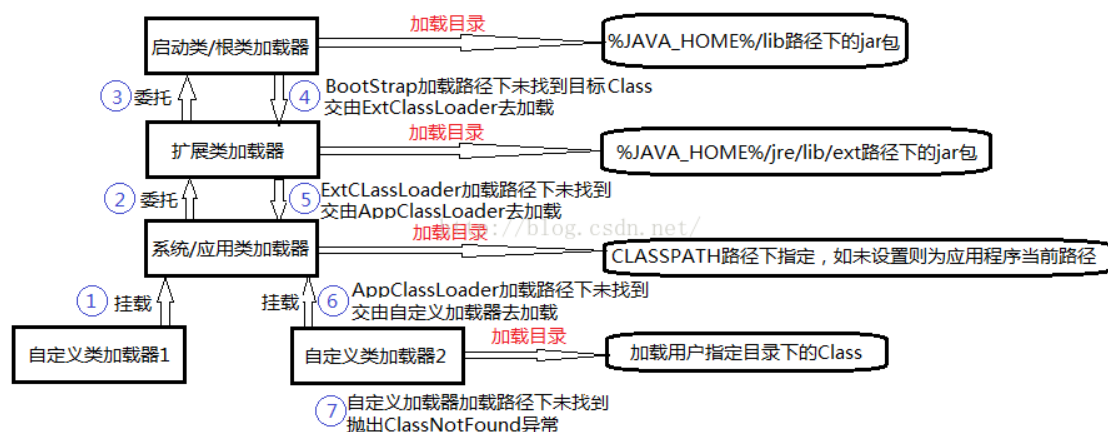 启动类/根类加载器
加载目录
%JAVA_HOME%/lib路径下的jar包
③ 委托
④ BootStrap加载路径下未找到目标Class
交由ExtClassLoader去加载
扩展类加载器
加载目录
%JAVA_HOME%/jre/lib/ext路径下的jar包
② 委托
⑤ ExtCLassLoader加载路径下未找到
交由AppClassLoader去加载
blog.csdn.net/
系统/应用类加载器
加载目录
CLASSPATH路径下指定，如未设置则为应用程序当前路径
① 挂载
挂载
⑥ AppClassLoader加载路径下未找到
交由自定义加载器去加载
自定义类加载器1
自定义类加载器2
加载目录
加载用户指定目录下的Class
⑦ 自定义加载器加载路径下未找到
抛出ClassNotFound异常